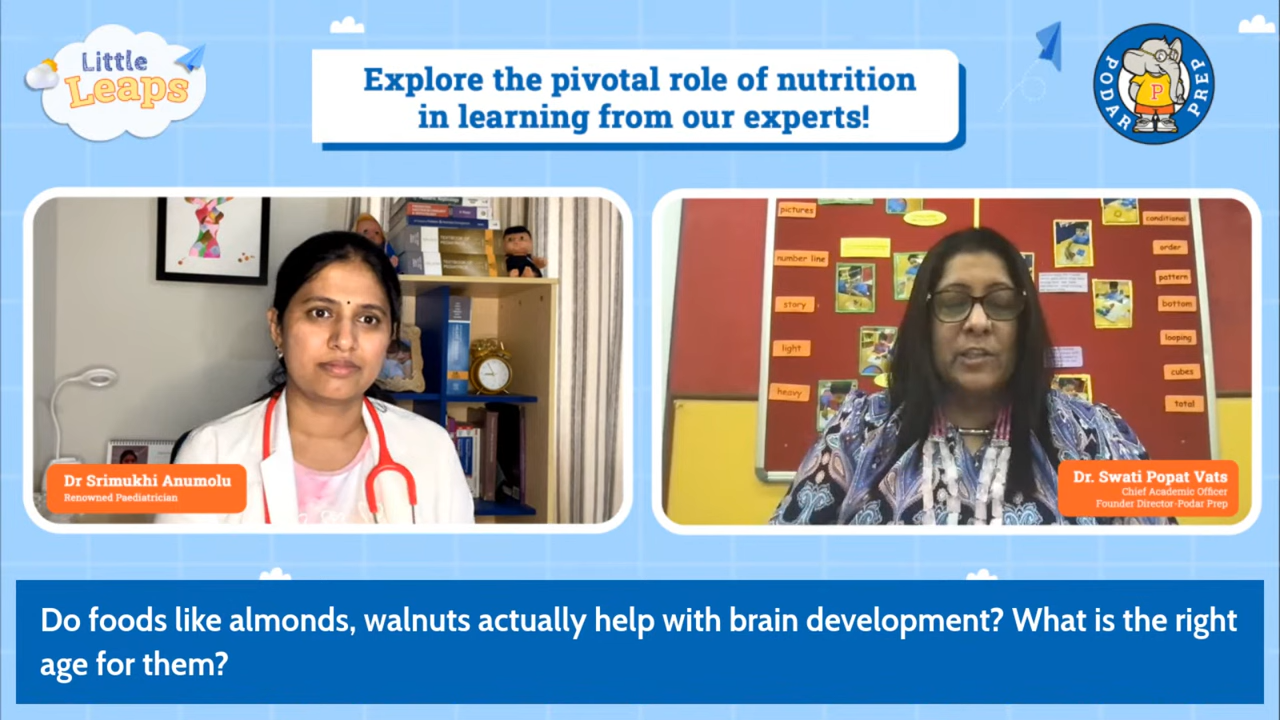 Little
Leaps
Explore the pivotal role of nutrition
in learning from our experts!
PODAR PREP
P
pictures
number line
story
light
heavy
conditional
order
pattern
bottom
looping
cubes
total
Dr Srimukhi Anumolu
Renowned Paediatrician
Dr. Swati Popat Vats
Chief Academic Officer
Founder Director-Podar Prep
Do foods like almonds, walnuts actually help with brain development? What is the right
age for them?